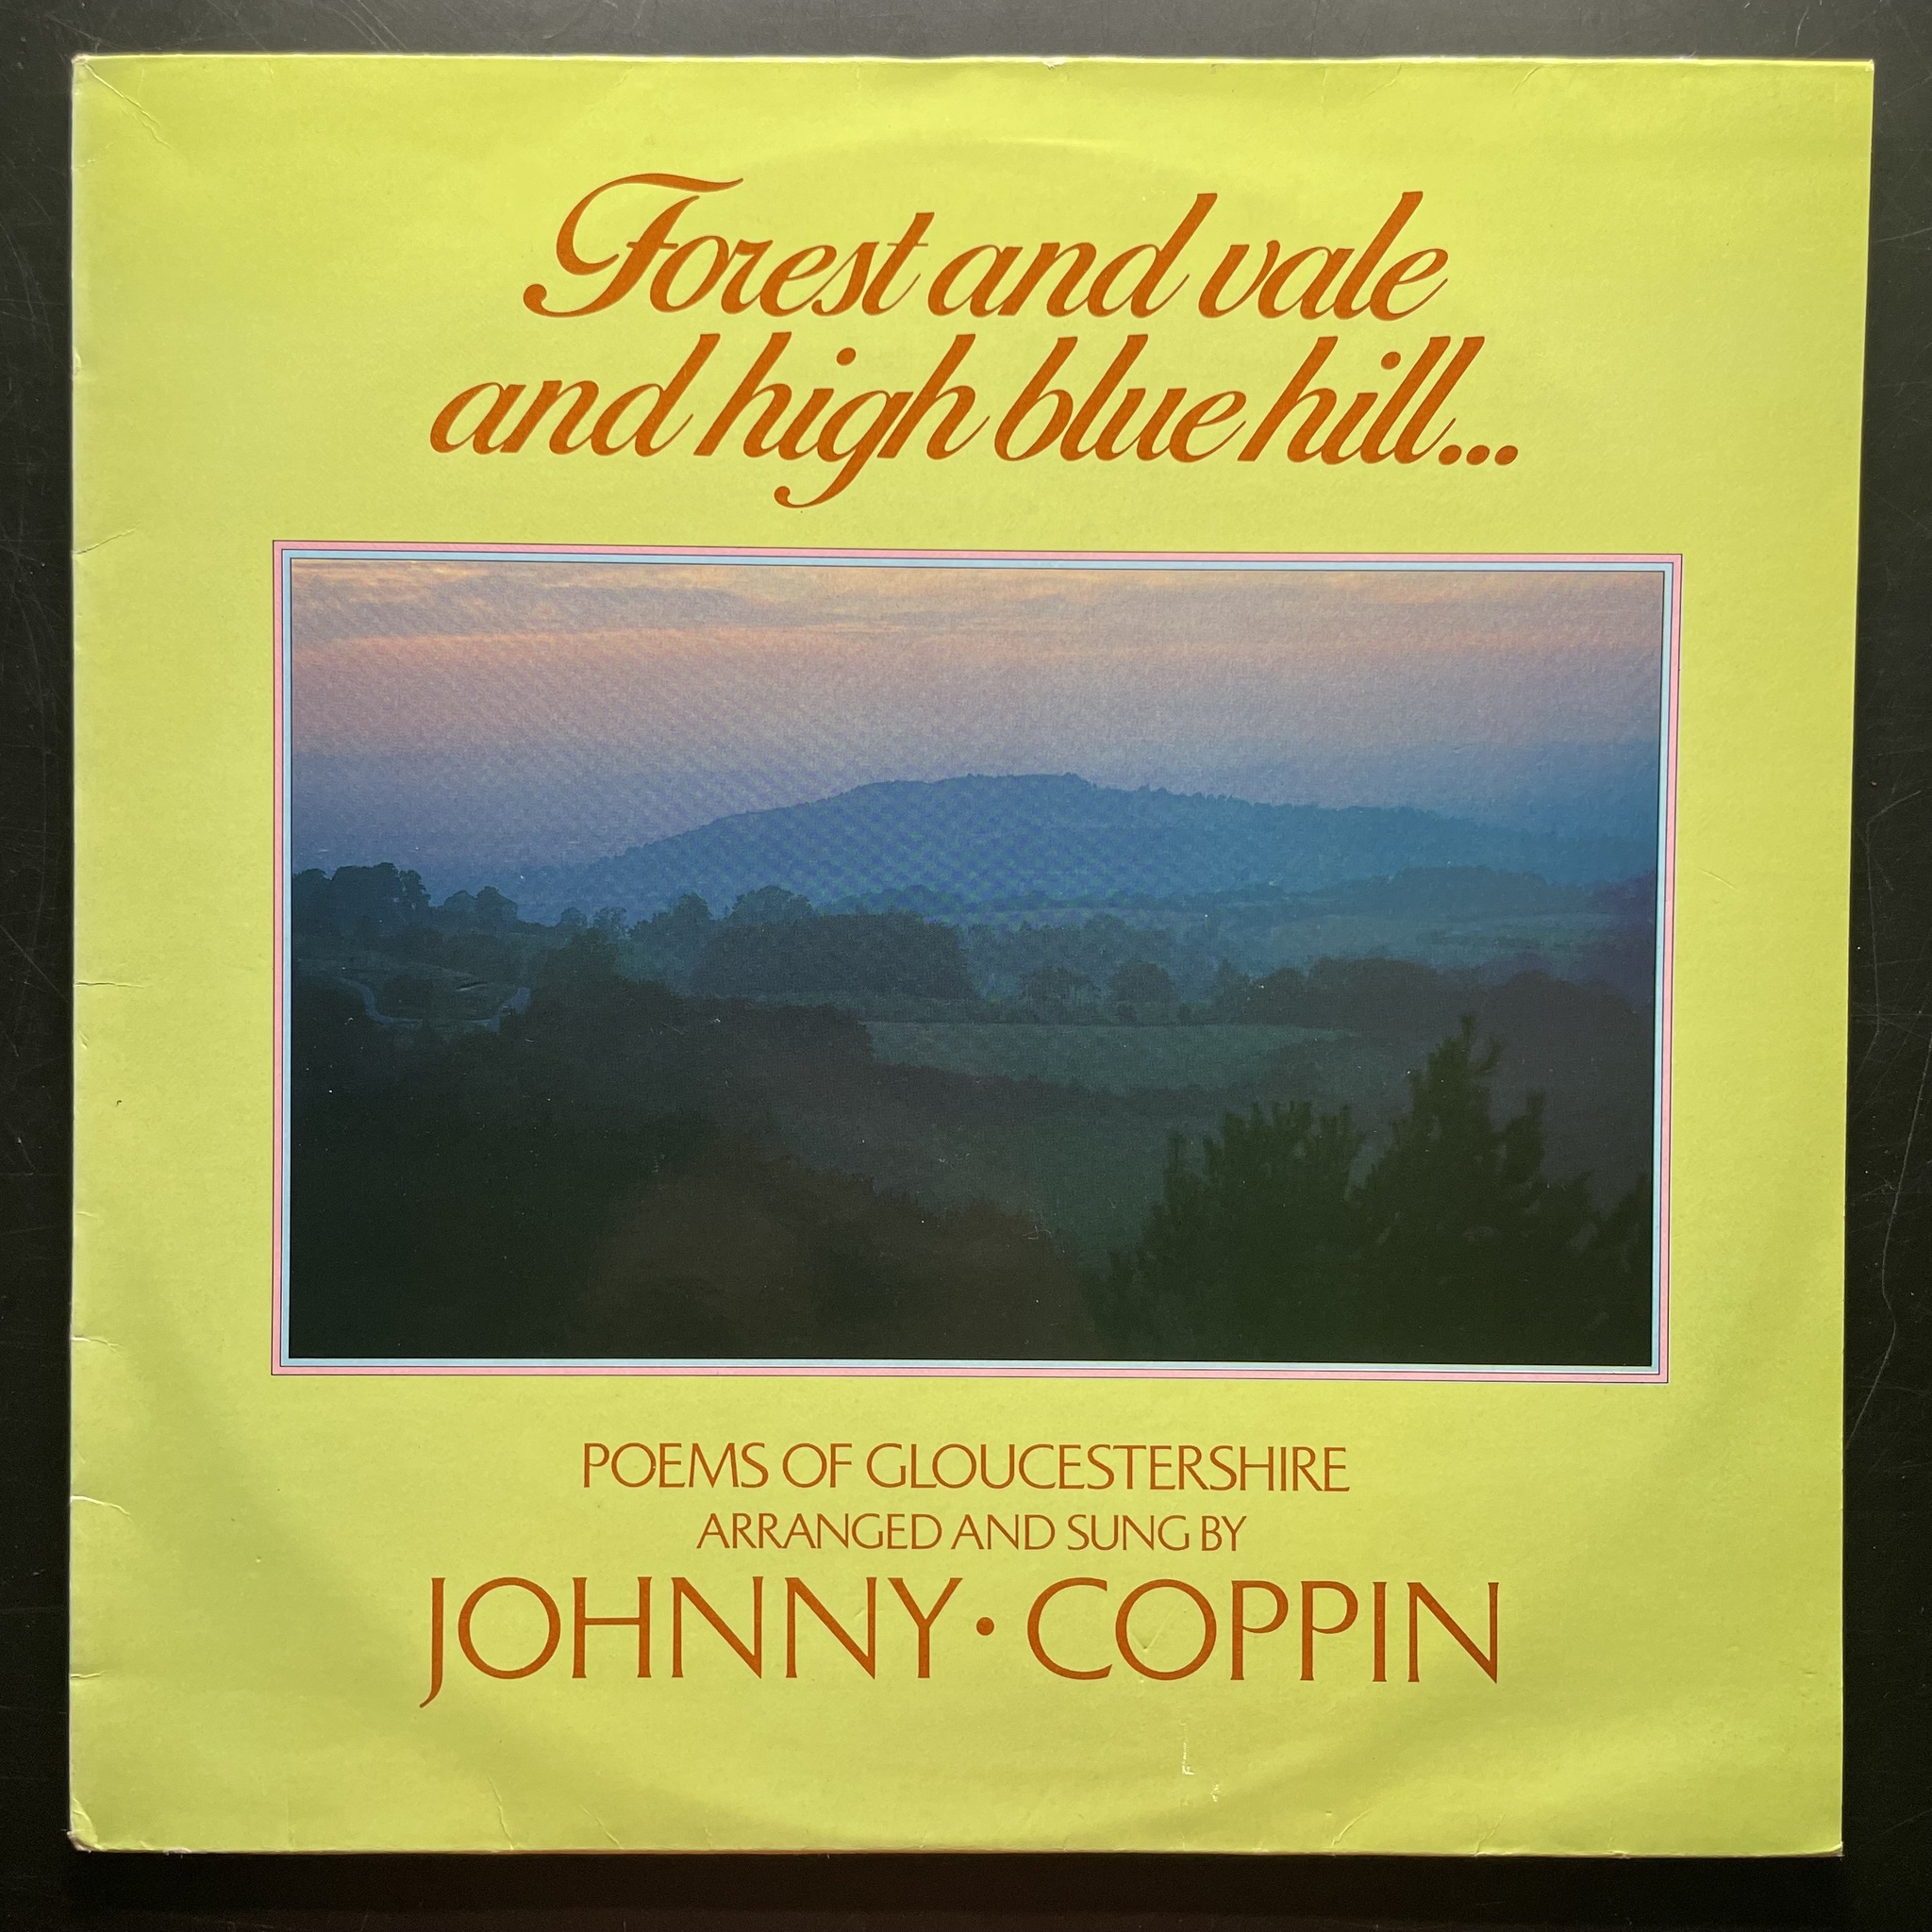 Forest and vale
and high blue hill...
POEMS OF GLOUCESTERSHIRE
ARRANGED AND SUNG BY
JOHNNY · COPPIN